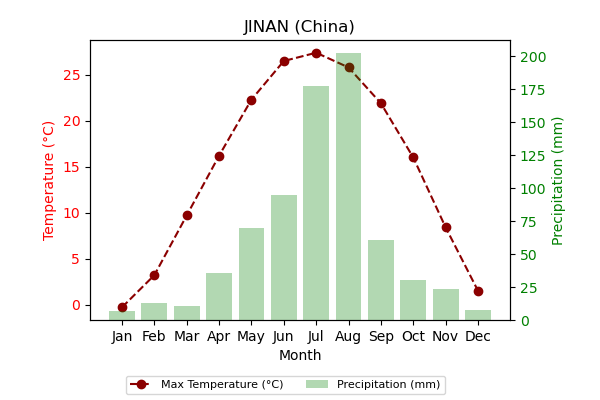 JINAN (China)
Temperature (°C)
25
20
15
10
5
0
200
175
150
125
100
75
50
25
0
Precipitation (mm)
Jan Feb Mar Apr May Jun Jul Aug Sep Oct Nov Dec
Month
Max Temperature (°C) Precipitation (mm)